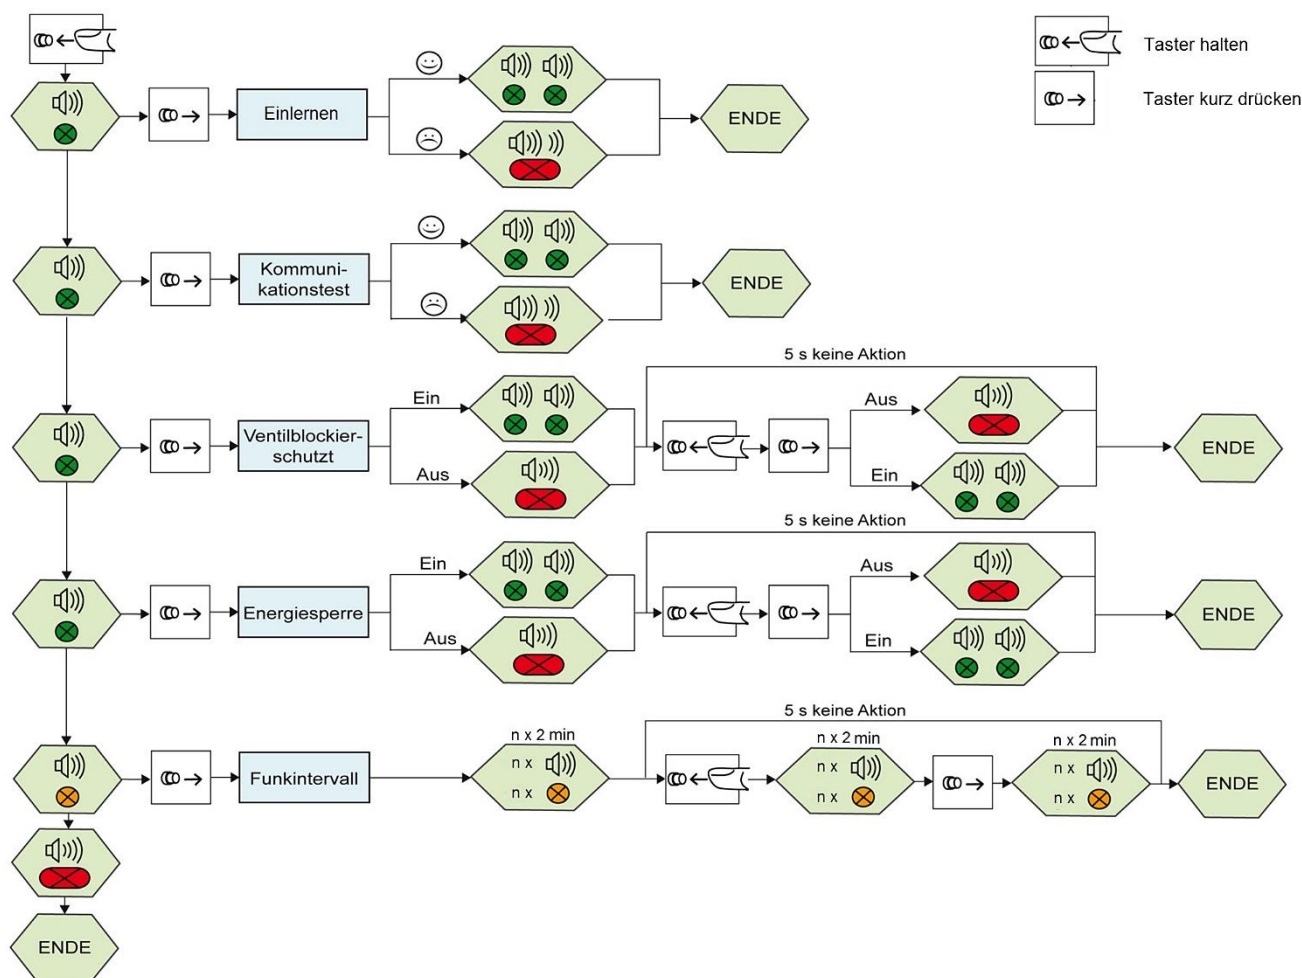 Taster halten
Taster kurz drücken
Einlernen
ENDE
Kommuni-
kationstest
ENDE
5 s keine Aktion
Ein
Aus
Ventilblockier-
schutzt
Aus
Ein
ENDE
5 s keine Aktion
Ein
Aus
Energiesperre
Aus
Ein
ENDE
5 s keine Aktion
n x 2 min
n x 2 min
n x 2 min
Funkintervall
n x
n x
n x
n x
n x
n x
ENDE
ENDE